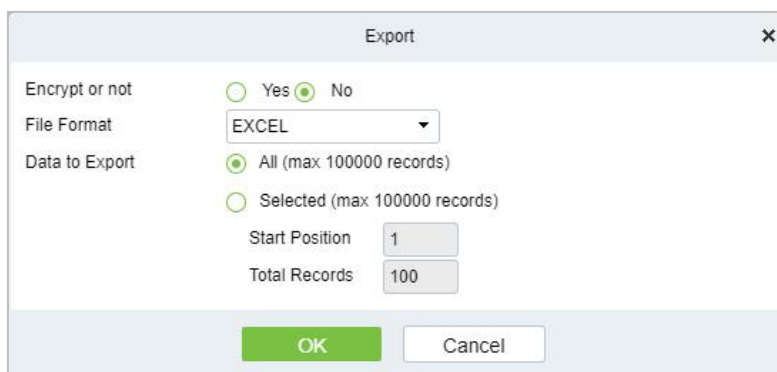 Export
Encrypt or not Yes No
File Format EXCEL
Data to Export All (max 100000 records)
Selected (max 100000 records)
Start Position 1
Total Records 100
OK Cancel